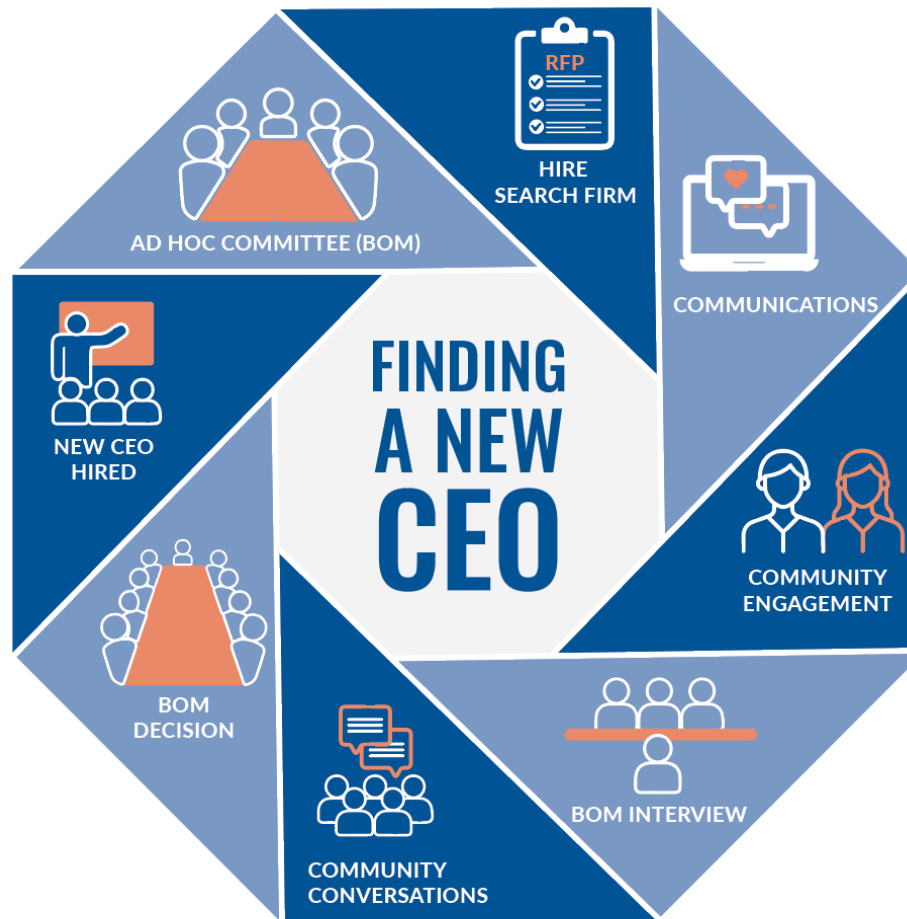 FINDING
A NEW
CEO
AD HOC COMMITTEE (BOM)
RFP
HIRE
SEARCH FIRM
COMMUNICATIONS
COMMUNITY
ENGAGEMENT
BOM INTERVIEW
COMMUNITY
CONVERSATIONS
BOM
DECISION
NEW CEO
HIRED